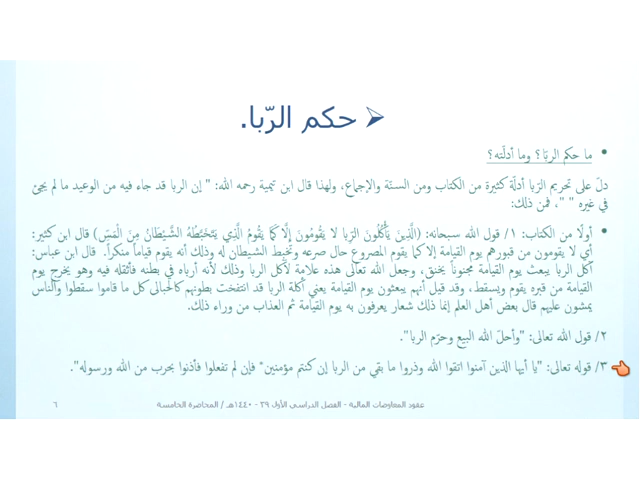 حكم الرّبا.
ما حكم الربا؟ وما أدلّته؟
دلّ على تحريم الرّبا أدلّة كثيرة من الكتاب ومن السنّة والإجماع، ولهذا قال ابن تيمية رحمه الله: " إن الربا قد جاء فيه من الوعيد ما لم يجئ
في غيره " "، فمن ذلك:
أولًا من الكتاب: ١/ قول الله سبحانه: (الَّذِينَ يَأْكُلُونَ الرِّبا لا يَقُومُونَ إِلَّا كَمَا يَقُومُ الَّذِي يَتَخَبَّطُهُ الشَّيْطَانُ مِنَ الْمَسِّ) قال ابن كثير:
أي لا يقومون من قبورهم يوم القيامة إلا كما يقوم المصروع حال صرعه وتخبط الشيطان له وذلك أنه يقوم قياماً منكراً. قال ابن عباس:
آكل الربا يبعث يوم القيامة مجنوناً يخنق، وجعل الله تعالى هذه علامة لآكل الربا وذلك لأنه أرباه في بطنه فأثقله فيه وهو يخرج يوم
القيامة من قبره يقوم ويسقط، وقد قيل أنهم يبعثون يوم القيامة يعني أكلة الربا قد انتفخت بطونهم كالحبالى كل ما قاموا سقطوا والناس
يمشون عليهم قال بعض أهل العلم إنما ذلك شعار يعرفون به يوم القيامة ثم العذاب من وراء ذلك.
٢/ قول الله تعالى: "وأحلّ الله البيع وحرّم الربا".
٣/ قوله تعالى: "يا أيها الذين آمنوا اتقوا الله وذروا ما بقي من الربا إن كنتم مؤمنين* فإن لم تفعلوا فأذنوا بحرب من الله ورسوله".
عقود المعاوضات المالية - الفصل الدراسي الأول ٣٩ - ١٤٤٠هـ / المحاضرة الخامسة
٦